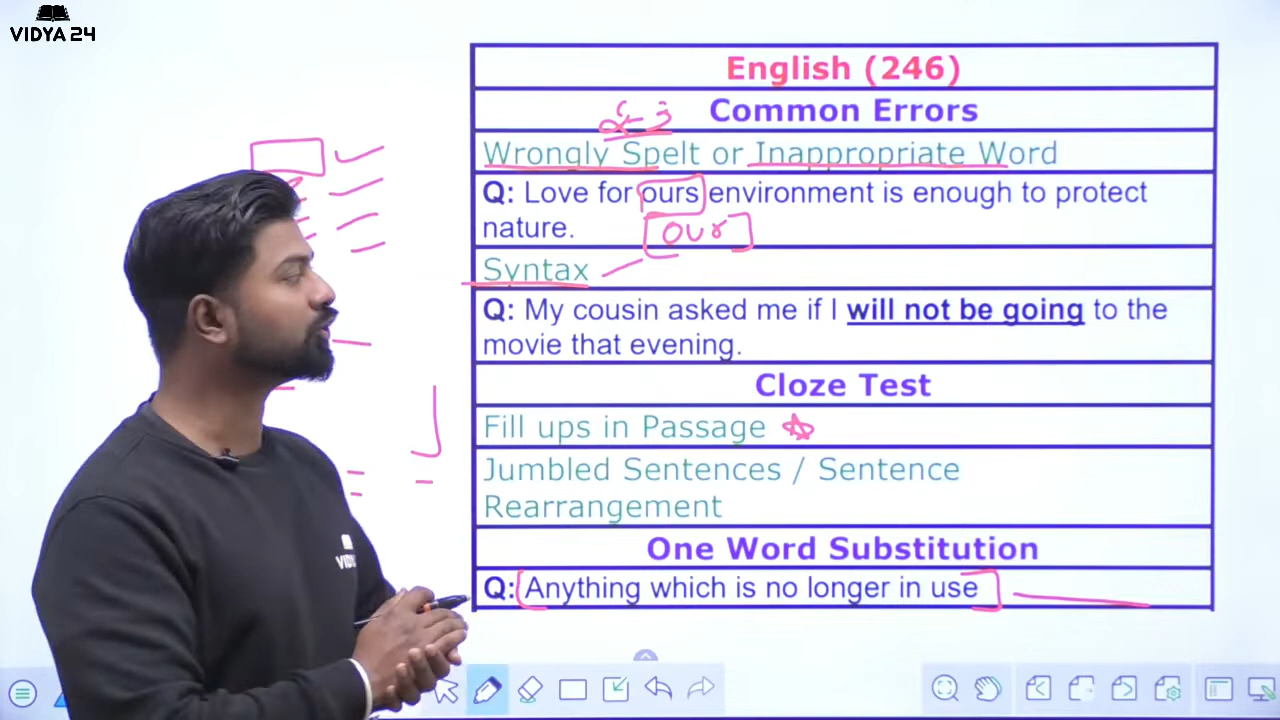 VIDYA 24
English (246)
Common Errors
Wrongly Spelt or Inappropriate Word
Q: Love for ours environment is enough to protect
nature.
our
Syntax
Q: My cousin asked me if I will not be going to the
movie that evening.
Cloze Test
Fill ups in Passage
Jumbled Sentences / Sentence
Rearrangement
One Word Substitution
Q: Anything which is no longer in use